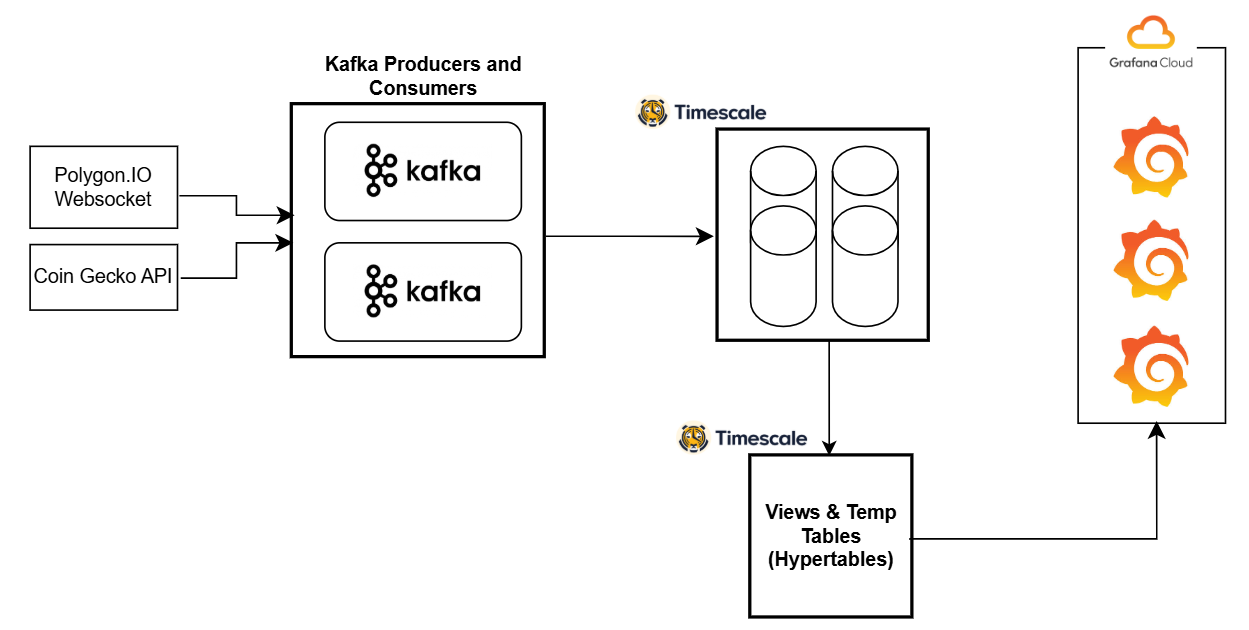 Kafka Producers and
Consumers
Polygon.IO
Websocket
Coin Gecko API
kafka
kafka
Timescale
Timescale
Views & Temp
Tables
(Hypertables)
Grafana Cloud